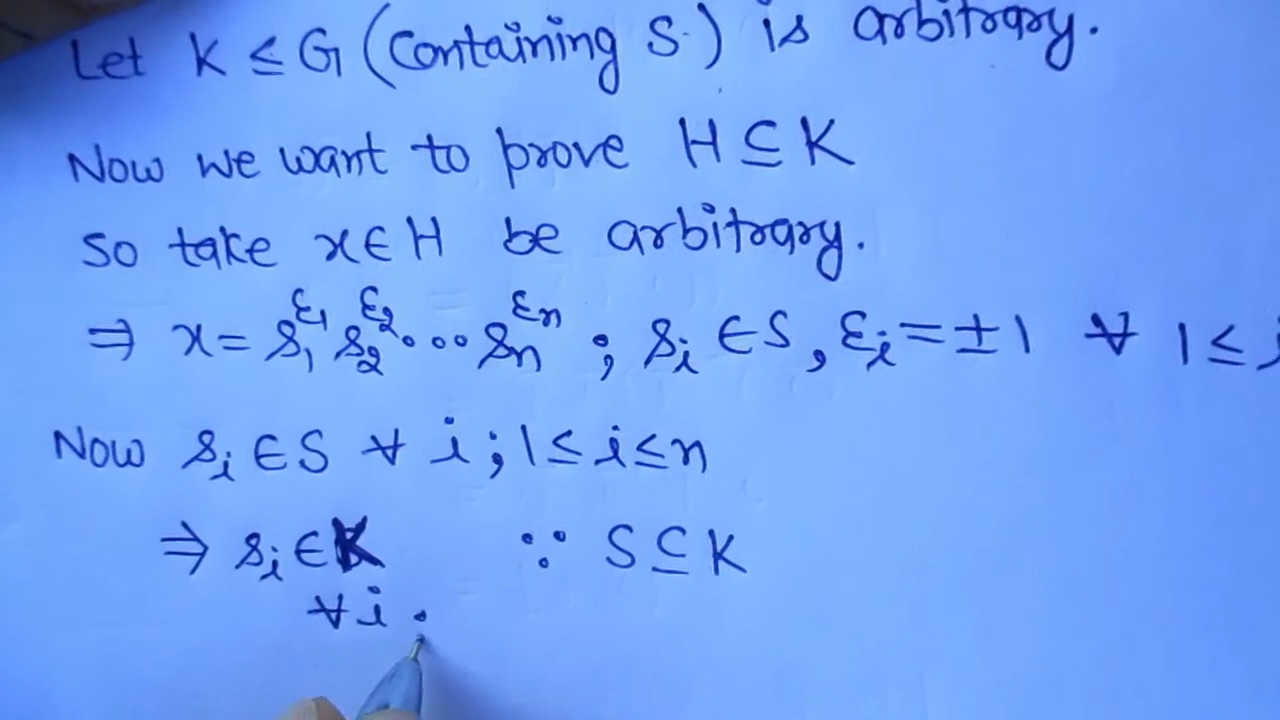 Let K ≤ G (Containing S) is arbitrary.
Now we want to prove H ⊆ K
So take x ∈ H be arbitrary.
⇒ x = s₁^ε₁ s₂^ε₂ ... sₙ^εₙ ; sᵢ ∈ S, εᵢ = ±1 ∀ 1 ≤
Now sᵢ ∈ S ∀ i ; 1 ≤ i ≤ n
⇒ sᵢ ∈ K ∵ S ⊆ K
∀ i .